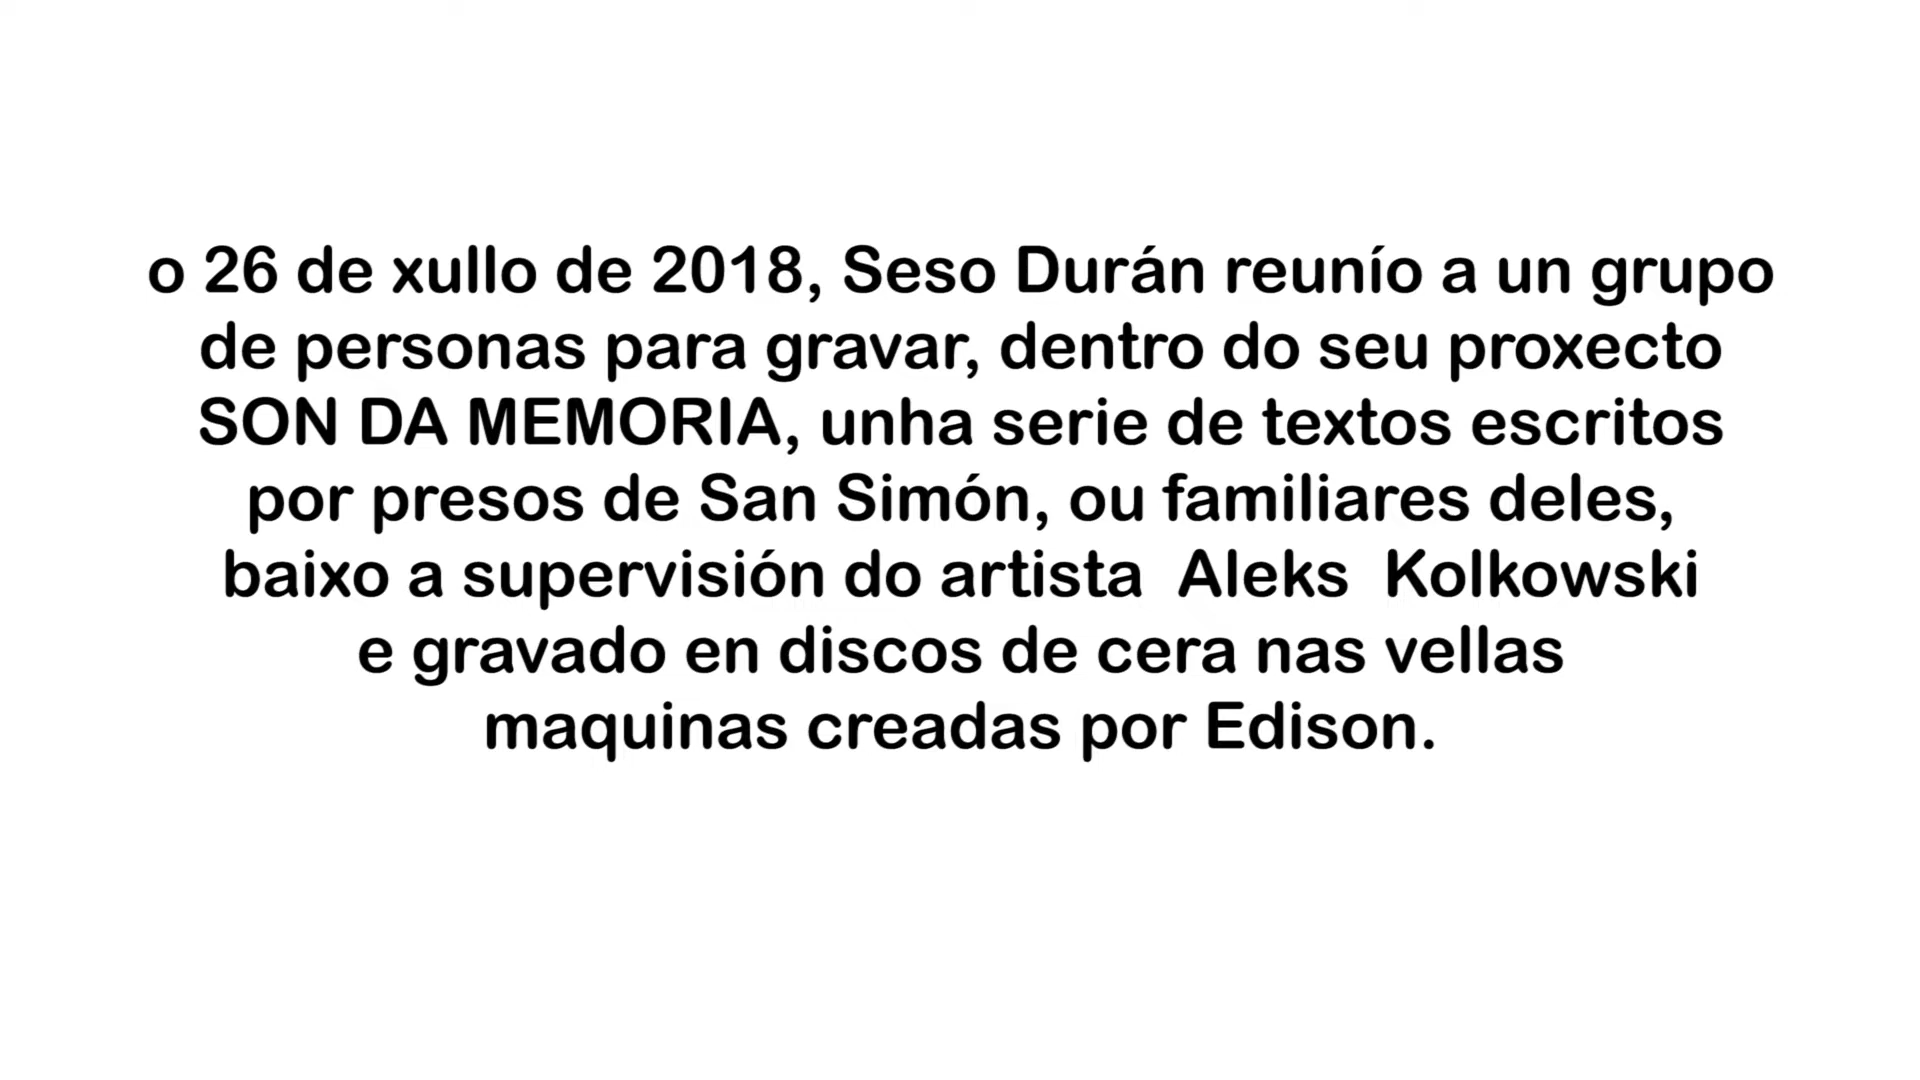 o 26 de xullo de 2018, Seso Durán reunío a un grupo
de personas para gravar, dentro do seu proxecto
SON DA MEMORIA, unha serie de textos escritos
por presos de San Simón, ou familiares deles,
baixo a supervisión do artista  Aleks  Kolkowski
e gravado en discos de cera nas vellas
maquinas creadas por Edison.